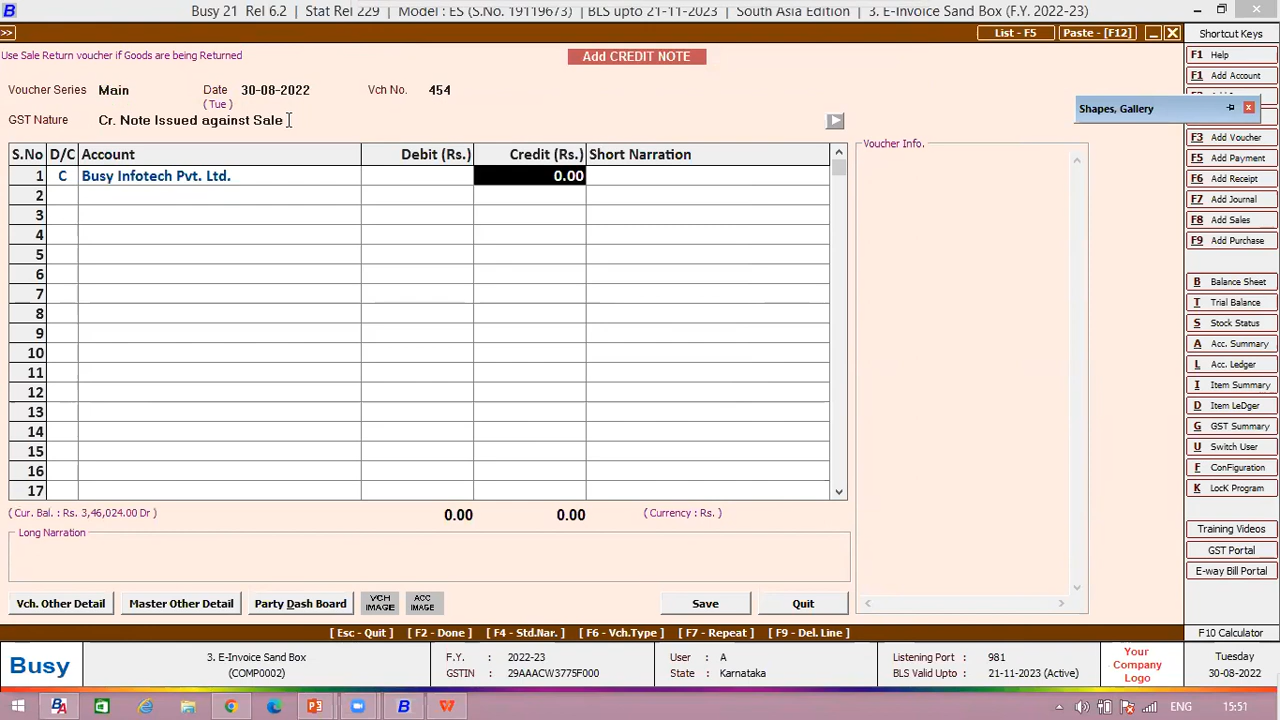 Busy 21 Rel 6.2 | Stat Rel 229 | Model : ES (S.No. 19119673) | BLS upto 21-11-2023 | South Asia Edition | 3. E-Invoice Sand Box (F.Y. 2022-23)
>> List - F5 Paste - [F12] Shortcut Keys
Use Sale Return voucher if Goods are being Returned
Add CREDIT NOTE
Voucher Series Main Date 30-08-2022 Vch No. 454
( Tue )
GST Nature Cr. Note Issued against Sale
S.No D/C Account Debit (Rs.) Credit (Rs.) Short Narration
1 C Busy Infotech Pvt. Ltd. 0.00
2
3
4
5
6
7
8
9
10
11
12
13
14
15
16
17
( Cur. Bal. : Rs. 3,46,024.00 Dr ) 0.00 0.00 ( Currency : Rs. )
Long Narration
Vch. Other Detail Master Other Detail Party Dash Board VCH IMAGE ACC IMAGE Save Quit
Voucher Info.
Shapes, Gallery
F1 Help
F1 Add Account
F3 Add Voucher
F5 Add Payment
F6 Add Receipt
F7 Add Journal
F8 Add Sales
F9 Add Purchase
B Balance Sheet
T Trial Balance
S Stock Status
A Acc. Summary
L Acc. Ledger
I Item Summary
D Item LeDger
G GST Summary
U Switch User
F ConFiguration
K LocK Program
Training Videos
GST Portal
E-way Bill Portal
[ Esc - Quit ] [ F2 - Done ] [ F4 - Std.Nar. ] [ F6 - Vch.Type ] [ F7 - Repeat ] [ F9 - Del. Line ] F10 Calculator
Busy
3. E-Invoice Sand Box
(COMP0002)
F.Y. : 2022-23
GSTIN : 29AAACW3775F000
User : A
State : Karnataka
Listening Port : 981
BLS Valid Upto : 21-11-2023 (Active)
Your
Company
Logo
Tuesday
30-08-2022
ENG 15:51